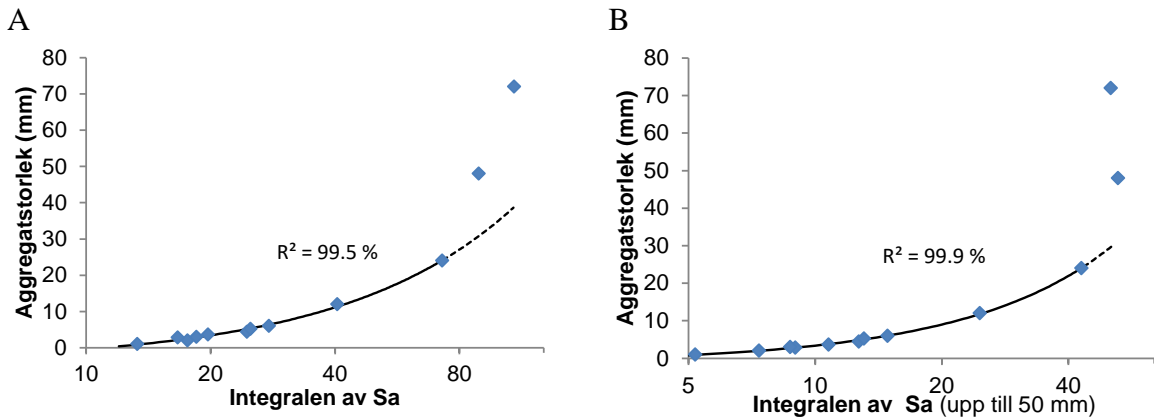 A
80
70
60
50
40
30
20
10
0
Aggregatstorlek (mm)
R² = 99.5 %
10 20 40 80
Integralen av Sa
B
80
70
60
50
40
30
20
10
0
Aggregatstorlek (mm)
R² = 99.9 %
5 10 20 40
Integralen av Sa (upp till 50 mm)